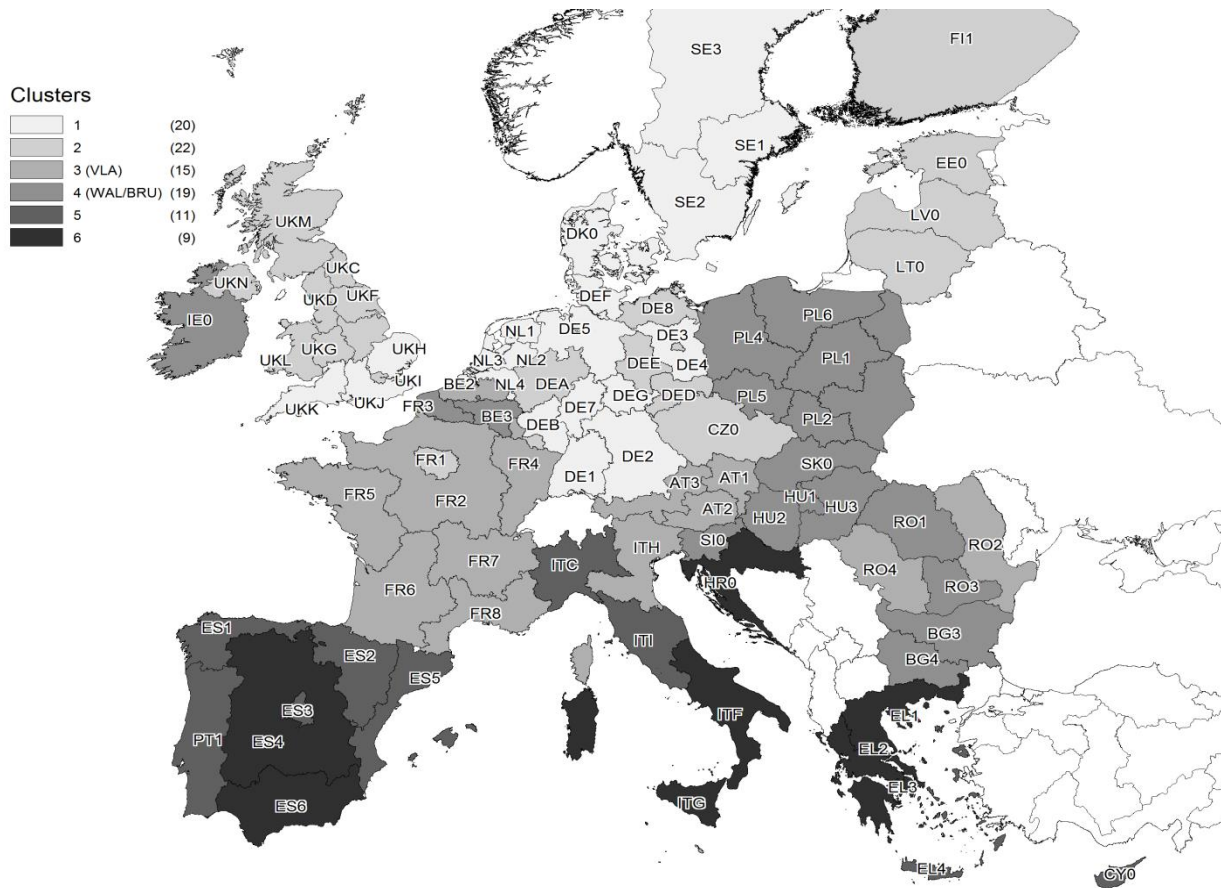 SE3
FI1
Clusters
1 (20)
2 (22)
3 (VLA) (15)
4 (WAL/BRU) (19)
5 (11)
6 (9)
SE1
EE0
SE2
LV0
UKM
DK0
LT0
UKC
UKN
UKD
UKF
DEF
IE0
DE8
PL6
NL1
DE5
DE3
PL4
UKH
UKL
UKG
NL3
NL2
DEE
DE4
PL1
UKI
BE2
NL4
DEA
UKK
UKJ
FR3
BE3
DE7
DEG
DED
PL5
PL2
DEB
CZ0
FR1
FR4
SK0
FR5
DE1
DE2
AT3
AT1
FR2
HU1
HU3
AT2
HU2
RO1
SI0
ITH
RO2
FR7
ITC
RO4
HR0
RO3
FR6
FR8
ES1
ITI
BG3
ES2
BG4
ES5
ES3
ITF
EL1
PT1
ES4
EL2
EL3
ES6
ITG
EL4
CY0